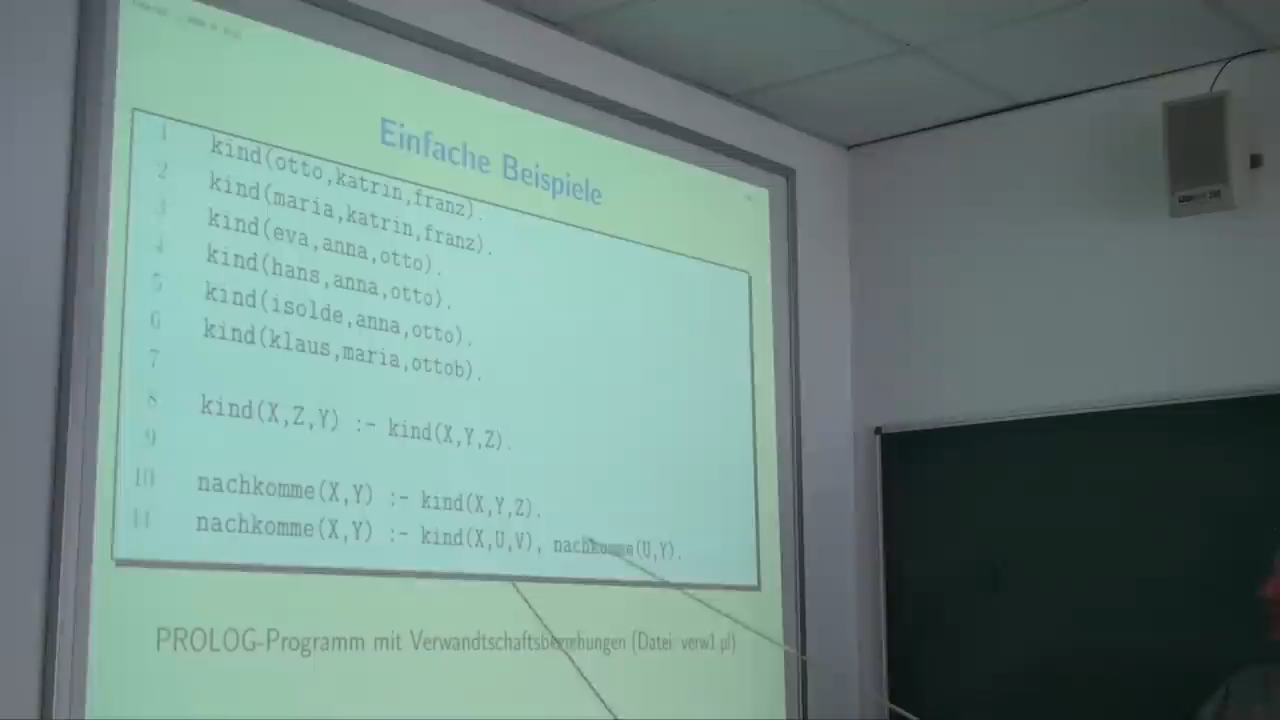 Einfache Beispiele
1 kind(otto,katrin,franz).
2 kind(maria,katrin,franz).
3 kind(eva,anna,otto).
4 kind(hans,anna,otto).
5 kind(isolde,anna,otto).
6 kind(klaus,maria,ottob).
7
8 kind(X,Z,Y) :- kind(X,Y,Z).
9
10 nachkomme(X,Y) :- kind(X,Y,Z).
11 nachkomme(X,Y) :- kind(X,U,V), nachkomme(U,Y).
PROLOG-Programm mit Verwandtschaftsbeziehungen (Datei: verw1.pl)